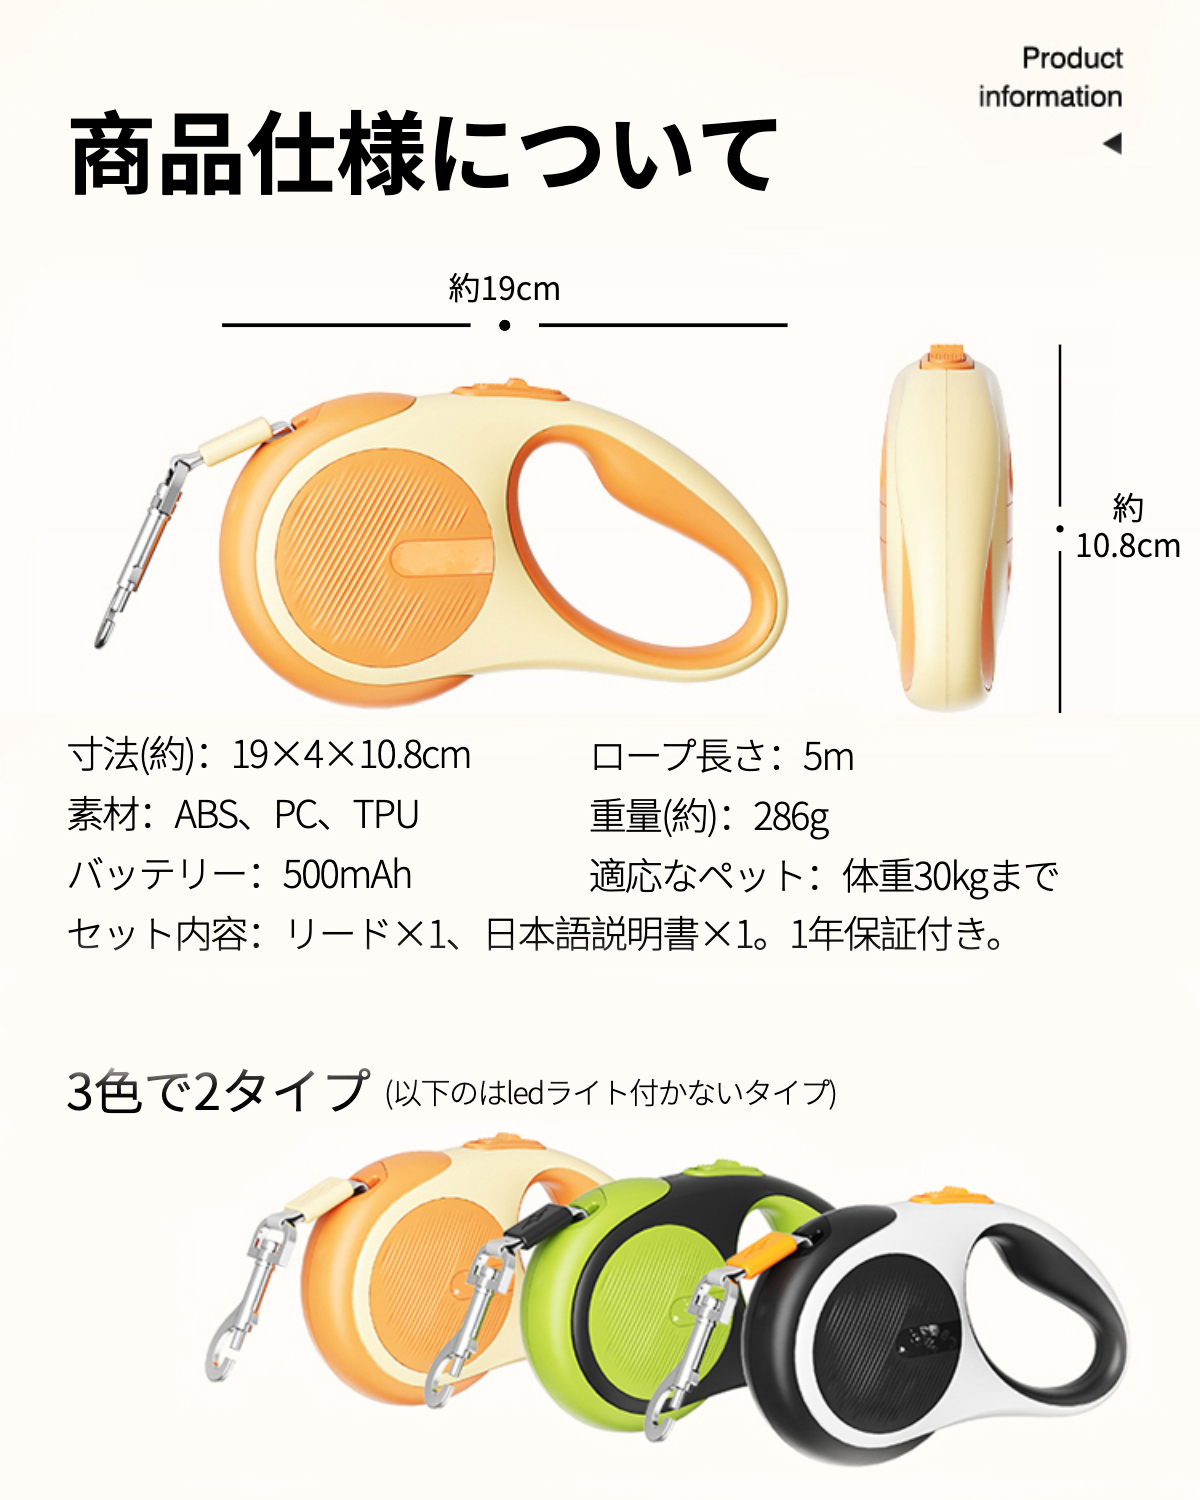 Product
information
商品仕様について
約19cm
約
10.8cm
寸法(約)：19×4×10.8cm
ロープ長さ：5m
素材：ABS、PC、TPU
重量(約)：286g
バッテリー：500mAh
適応なペット：体重30kgまで
セット内容：リード×1、日本語説明書×1。1年保証付き。
3色で2タイプ (以下のはledライト付かないタイプ)